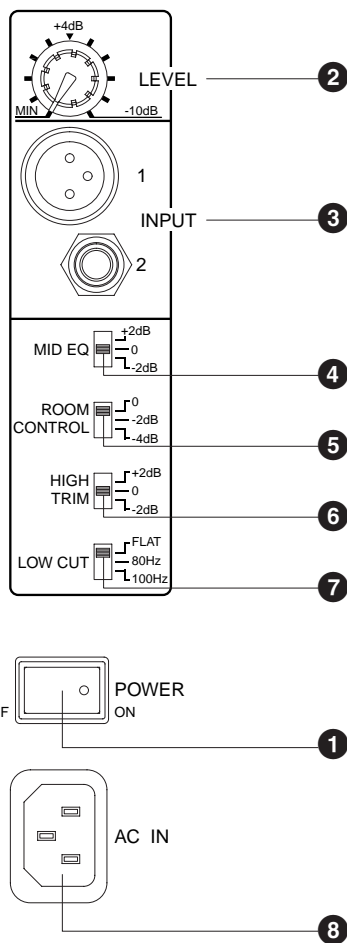 +4dB
LEVEL
2
MIN
-10dB
1
INPUT
3
2
+2dB
MID EQ
0
-2dB
4
0
ROOM CONTROL
-2dB
-4dB
5
+2dB
HIGH TRIM
0
-2dB
6
FLAT
LOW CUT
80Hz
100Hz
7
POWER
F
ON
1
AC IN
8